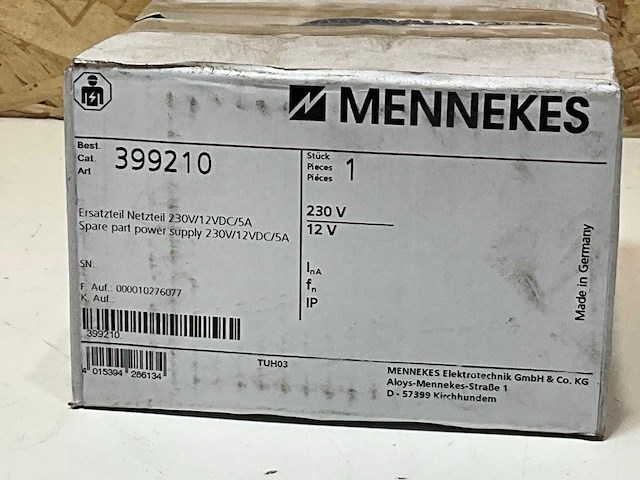 MENNEKES
Best.
Cat.
Art
399210
Stück
Pieces
Pièces
1
Ersatzteil Netzteil 230V/12VDC/5A
Spare part power supply 230V/12VDC/5A
230 V
12 V
SN:
InA
fn
IP
F. Auf.: 000010276077
K. Auf.:
399210
Made in Germany
4 015394 286134
TUH03
MENNEKES Elektrotechnik GmbH & Co. KG
Aloys-Mennekes-Straße 1
D - 57399 Kirchhundem